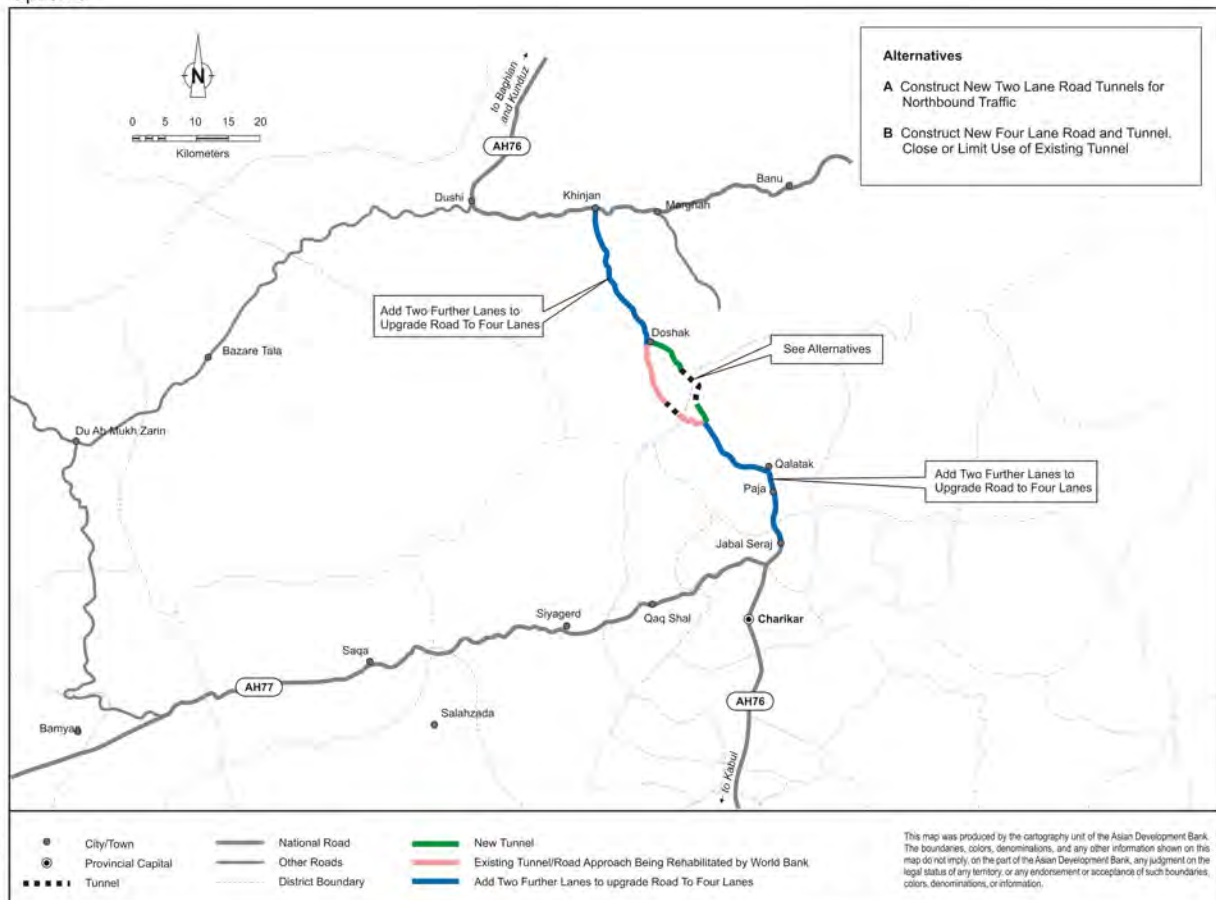 Alternatives
A Construct New Two Lane Road Tunnels for
Northbound Traffic
B Construct New Four Lane Road and Tunnel.
Close or Limit Use of Existing Tunnel
N
0 5 10 15 20
Kilometers
to Baghlan
and Kunduz
AH76
Dushi
Khinjan
Marghah
Banu
Add Two Further Lanes to
Upgrade Road To Four Lanes
Doshak
See Alternatives
Bazare Tala
Du Ab Mukh Zarin
Qalatak
Add Two Further Lanes to
Upgrade Road to Four Lanes
Paja
Jabal Seraj
Siyagerd
Qaq Shal
Charikar
Saqa
AH77
AH76
Salahzada
Bamyan
to Kabul
City/Town
Provincial Capital
Tunnel
National Road
Other Roads
District Boundary
New Tunnel
Existing Tunnel/Road Approach Being Rehabilitated by World Bank
Add Two Further Lanes to upgrade Road To Four Lanes
This map was produced by the cartography unit of the Asian Development Bank.
The boundaries, colors, denominations, and any other information shown on this
map do not imply, on the part of the Asian Development Bank, any judgment on the
legal status of any territory, or any endorsement or acceptance of such boundaries,
colors, denominations, or information.